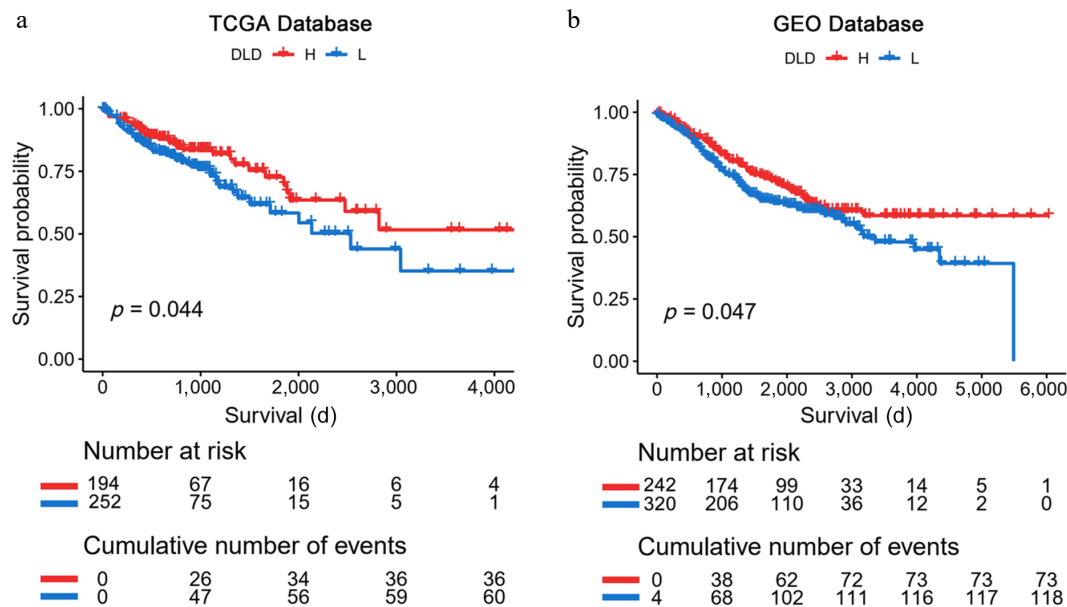 a
TCGA Database
DLD H L
Survival probability
1.00
0.75
0.50
0.25
0.00
p = 0.044
0 1,000 2,000 3,000 4,000
Survival (d)
Number at risk
194 67 16 6 4
252 75 15 5 1
Cumulative number of events
0 26 34 36 36
0 47 56 59 60
b
GEO Database
DLD H L
Survival probability
1.00
0.75
0.50
0.25
0.00
p = 0.047
0 1,000 2,000 3,000 4,000 5,000 6,000
Survival (d)
Number at risk
242 174 99 33 14 5 1
320 206 110 36 12 2 0
Cumulative number of events
0 38 62 72 73 73 73
4 68 102 111 116 117 118